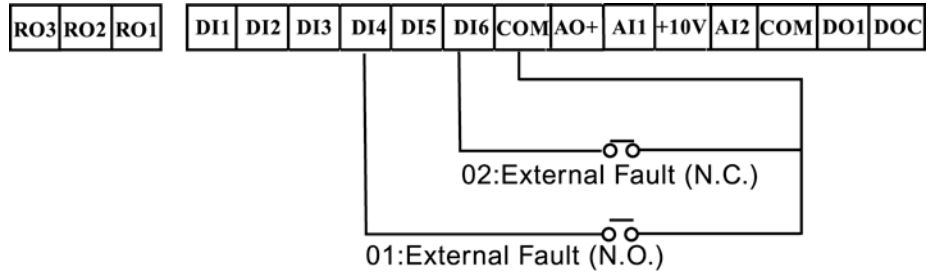 RO3 RO2 RO1 DI1 DI2 DI3 DI4 DI5 DI6 COM AO+ AI1 +10V AI2 COM DO1 DOC
02:External Fault (N.C.)
01:External Fault (N.O.)